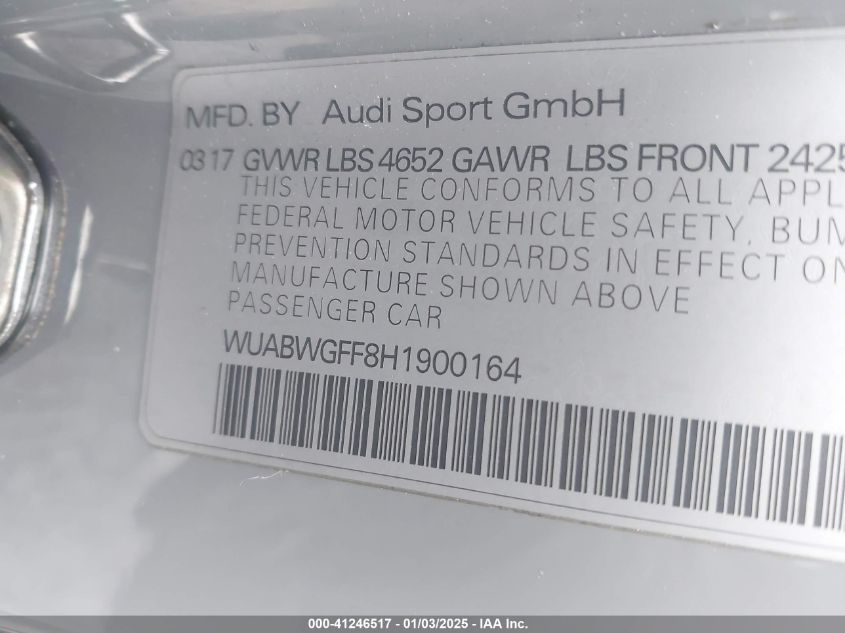 MFD. BY Audi Sport GmbH
03 17 GVWR LBS 4652 GAWR LBS FRONT 2425
THIS VEHICLE CONFORMS TO ALL APPL
FEDERAL MOTOR VEHICLE SAFETY, BUM
PREVENTION STANDARDS IN EFFECT ON
MANUFACTURE SHOWN ABOVE
PASSENGER CAR
WUABWGFF8H1900164
000-41246517 - 01/03/2025 - IAA Inc.